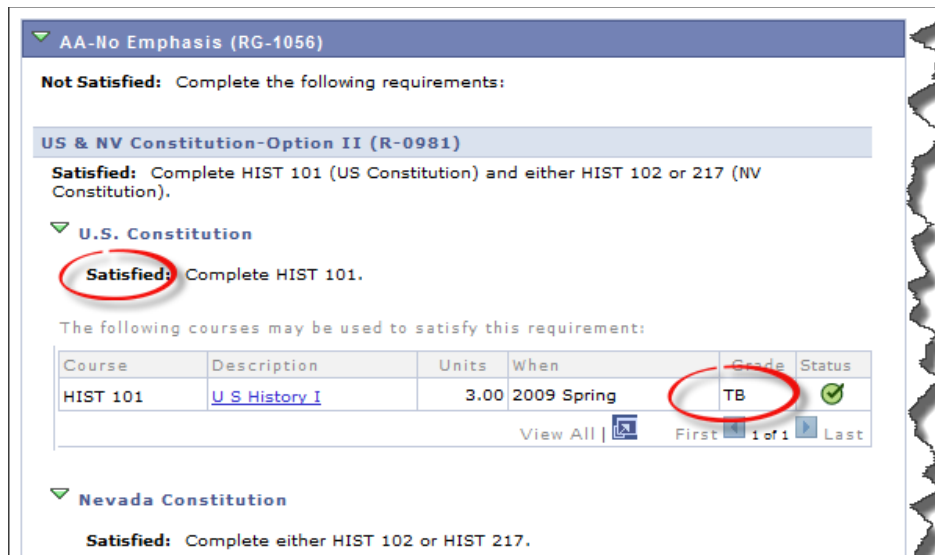 AA-No Emphasis (RG-1056)
Not Satisfied: Complete the following requirements:
US & NV Constitution-Option II (R-0981)
Satisfied: Complete HIST 101 (US Constitution) and either HIST 102 or 217 (NV
Constitution).
U.S. Constitution
Satisfied: Complete HIST 101.
The following courses may be used to satisfy this requirement:
Course Description Units When Grade Status
HIST 101 U S History I 3.00 2009 Spring TB
View All | First 1 of 1 Last
Nevada Constitution
Satisfied: Complete either HIST 102 or HIST 217.